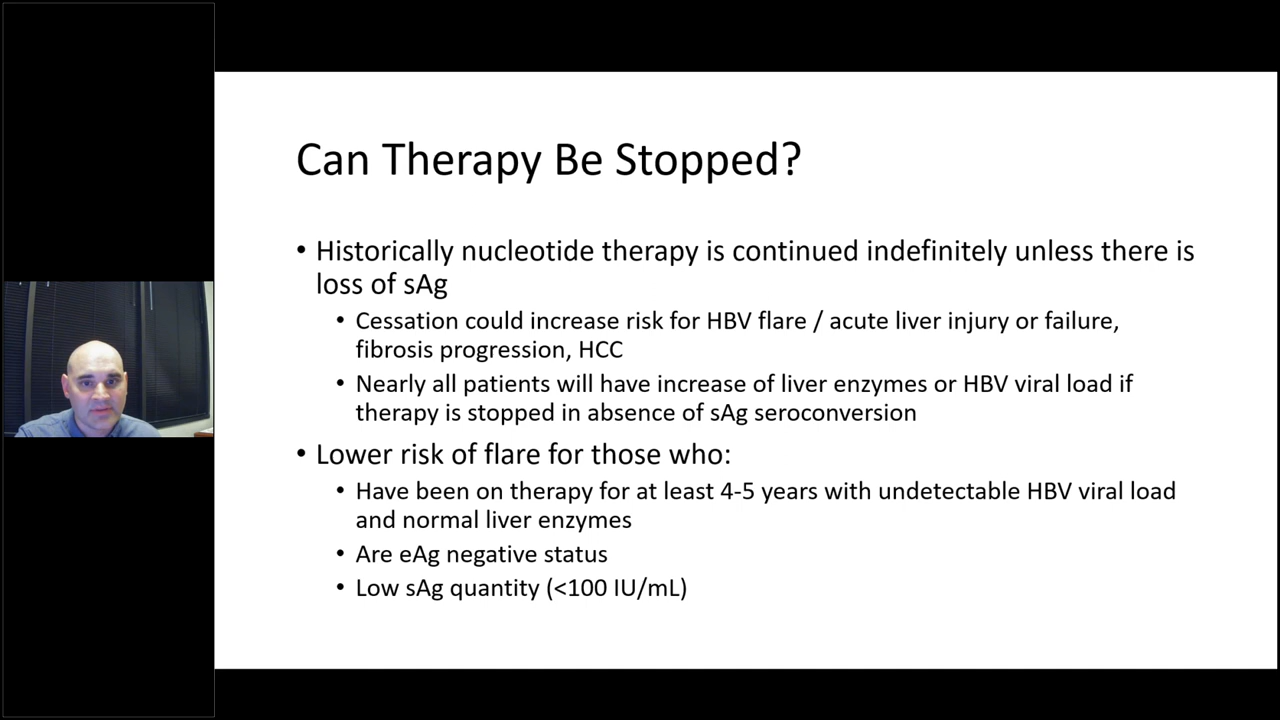 Can Therapy Be Stopped?
• Historically nucleotide therapy is continued indefinitely unless there is
loss of sAg
• Cessation could increase risk for HBV flare / acute liver injury or failure,
fibrosis progression, HCC
• Nearly all patients will have increase of liver enzymes or HBV viral load if
therapy is stopped in absence of sAg seroconversion
• Lower risk of flare for those who:
• Have been on therapy for at least 4-5 years with undetectable HBV viral load
and normal liver enzymes
• Are eAg negative status
• Low sAg quantity (<100 IU/mL)